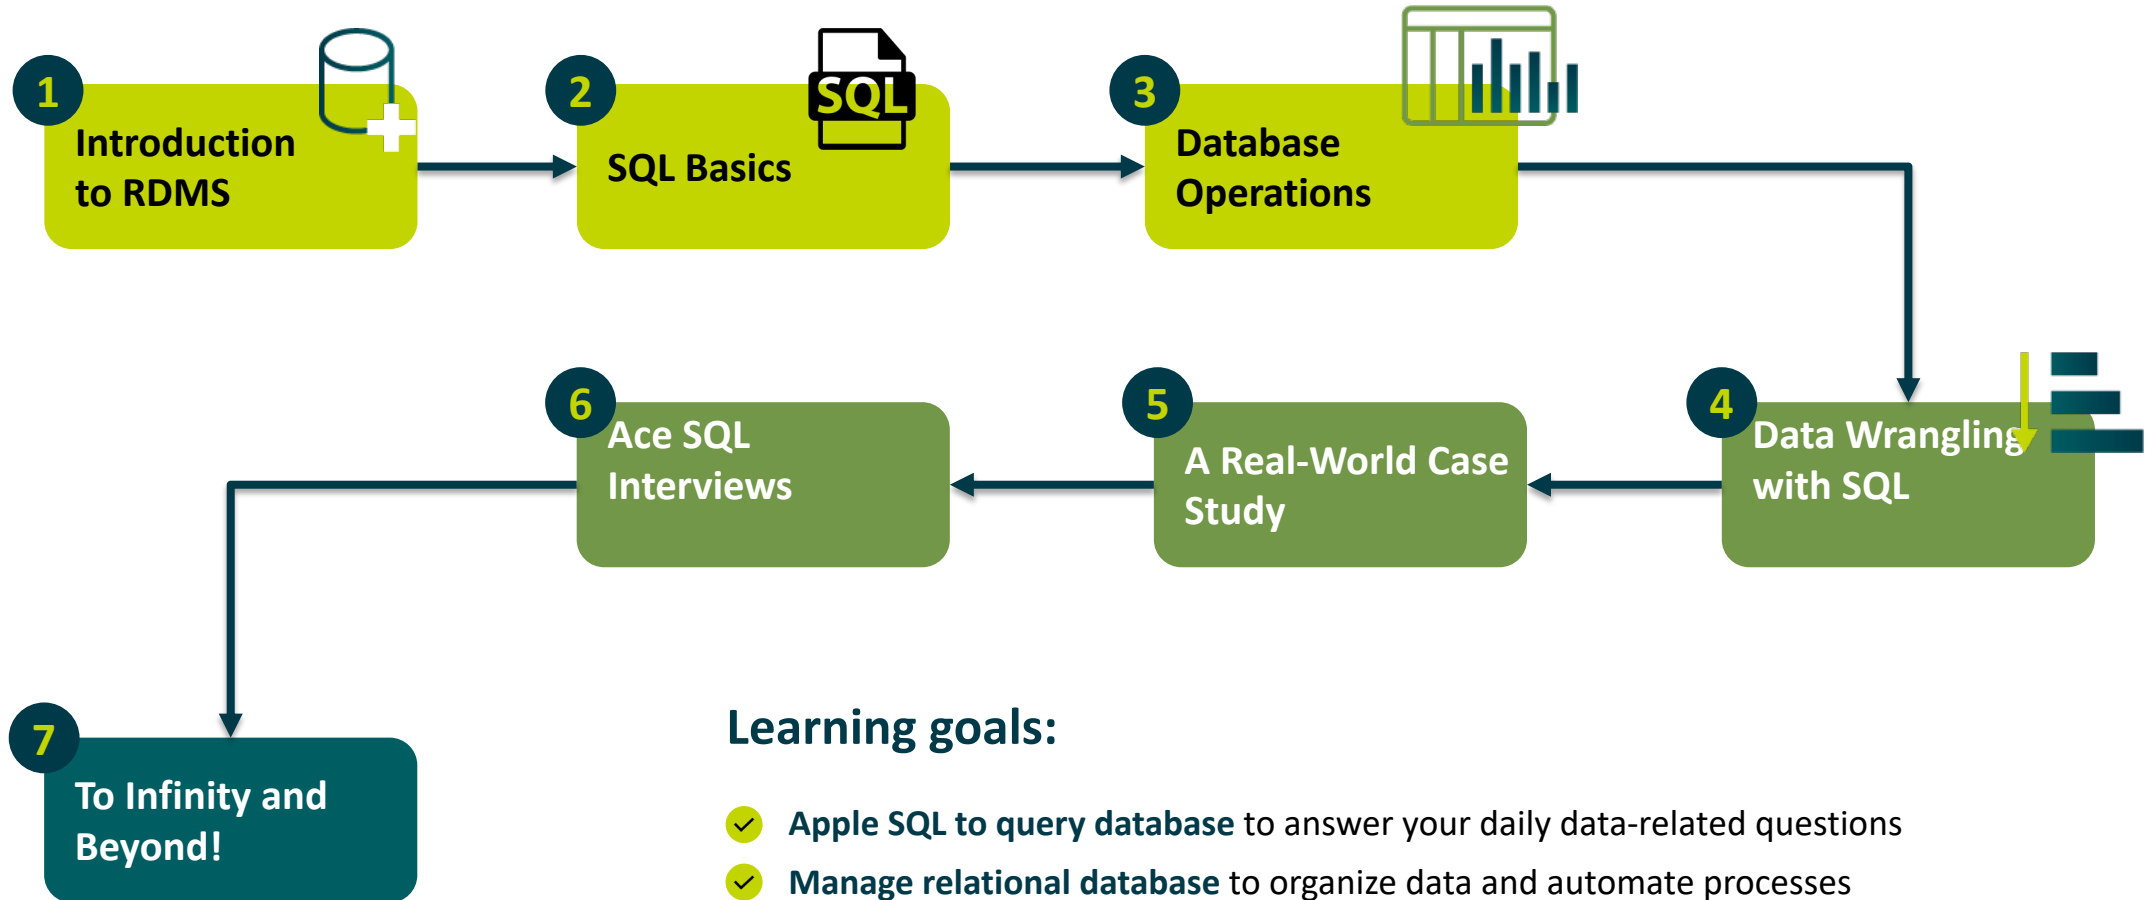 1
Introduction
to RDMS
2
SQL
SQL Basics
3
Database
Operations
4
Data Wrangling
with SQL
5
A Real-World Case
Study
6
Ace SQL
Interviews
7
To Infinity and
Beyond!
Learning goals:
Apple SQL to query database to answer your daily data-related questions
Manage relational database to organize data and automate processes